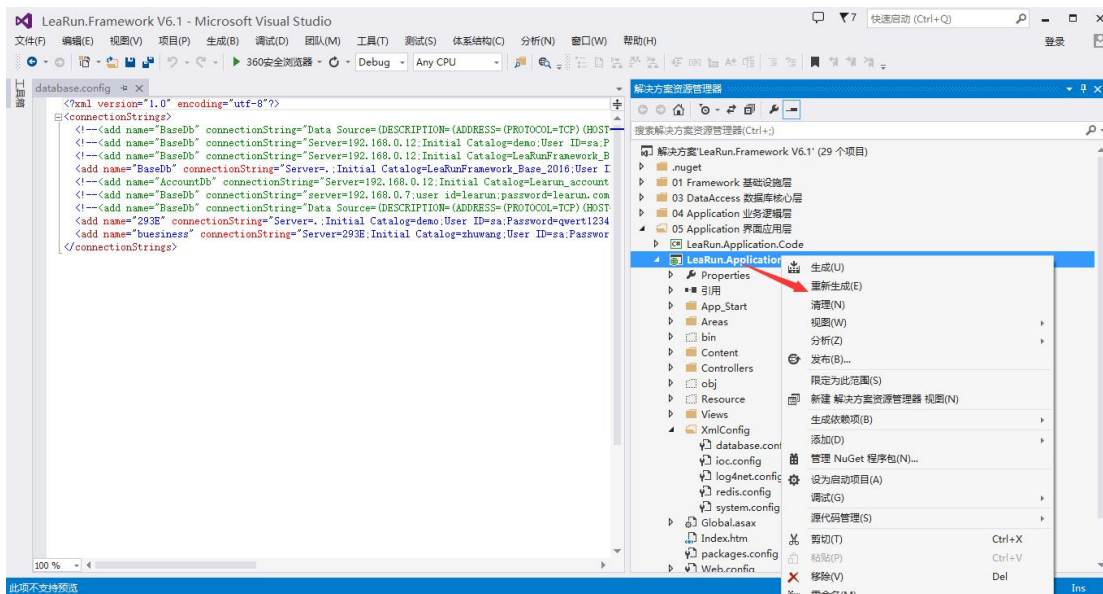 LeaRun.Framework V6.1 - Microsoft Visual Studio
7
快速启动 (Ctrl+Q)
文件(F) 编辑(E) 视图(V) 项目(P) 生成(B) 调试(D) 团队(M) 工具(T) 测试(S) 体系结构(C) 分析(N) 窗口(W) 帮助(H)
登录
360安全浏览器 Debug Any CPU
工具箱
database.config
<?xml version="1.0" encoding="utf-8"?>
<connectionStrings>
<!--<add name="BaseDb" connectionString="Data Source=(DESCRIPTION=(ADDRESS=(PROTOCOL=TCP)(HOST
<!--<add name="BaseDb" connectionString="Server=192.168.0.12;Initial Catalog=demo;User ID=sa;P
<!--<add name="BaseDb" connectionString="Server=192.168.0.12;Initial Catalog=LeaRunFramework_B
<add name="BaseDb" connectionString="Server=.;Initial Catalog=LeaRunFramework_Base_2016;User I
<!--<add name="AccountDb" connectionString="Server=192.168.0.12;Initial Catalog=Learun_account
<!--<add name="BaseDb" connectionString="server=192.168.0.7;user id=learun;password=learun.com
<!--<add name="BaseDb" connectionString="Data Source=(DESCRIPTION=(ADDRESS=(PROTOCOL=TCP)(HOST
<add name="293E" connectionString="Server=.;Initial Catalog=demo;User ID=sa;Password=qwert1234
<add name="buesiness" connectionString="Server=293E;Initial Catalog=zhuwang;User ID=sa;Passwor
</connectionStrings>
100 %
解决方案资源管理器
搜索解决方案资源管理器(Ctrl+;)
解决方案'LeaRun.Framework V6.1' (29 个项目)
.nuget
01 Framework 基础设施层
03 DataAccess 数据库核心层
04 Application 业务逻辑层
05 Application 界面应用层
LeaRun.Application.Code
LeaRun.Application
Properties
引用
App_Start
Areas
bin
Content
Controllers
obj
Resource
Views
XmlConfig
database.conf
ioc.config
log4net.config
redis.config
system.config
Global.asax
Index.htm
packages.config
Web.config
生成(U)
重新生成(E)
清理(N)
视图(W)
分析(Z)
发布(B)...
限定为此范围(S)
新建 解决方案资源管理器 视图(N)
生成依赖项(B)
添加(D)
管理 NuGet 程序包(N)...
设为启动项目(A)
调试(G)
源代码管理(S)
剪切(T) Ctrl+X
粘贴(P) Ctrl+V
移除(V) Del
此项不支持预览
Ins